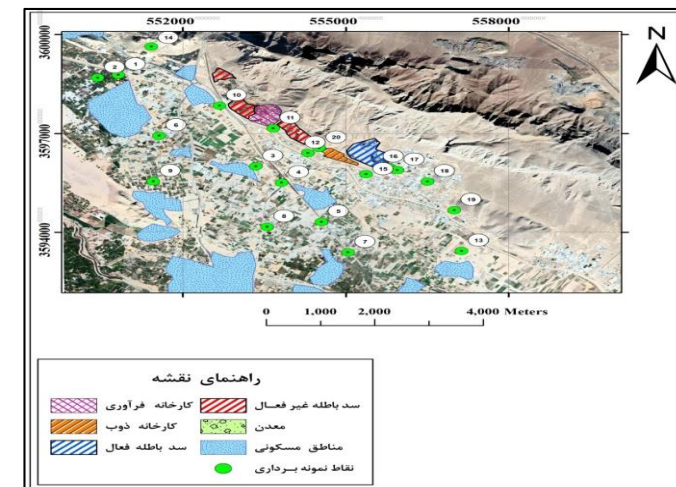 552000 555000 558000
N
3600000
3597000
3594000
14
2 1
10
11
6
20
12
3
16 17
9
4
15
18
19
5
8
13
7
0 1,000 2,000 4,000 Meters
راهنمای نقشه
کارخانه فرآوری سد باطله غیر فعال
کارخانه ذوب معدن
سد باطله فعال مناطق مسکونی
نقاط نمونه برداری